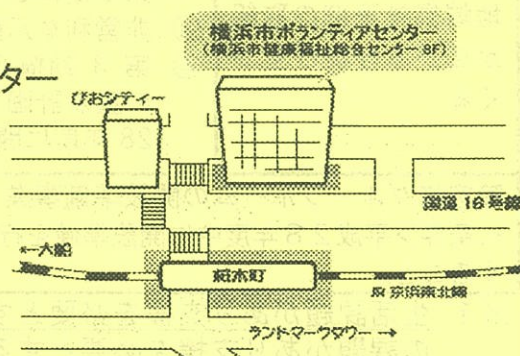 横浜市ボランティアセンター
(横浜市健康福祉総合センター 8F)
ター
ぴおシティー
国道 16 号線
←大船
桜木町
JR 京浜東北線
ランドマークタワー →